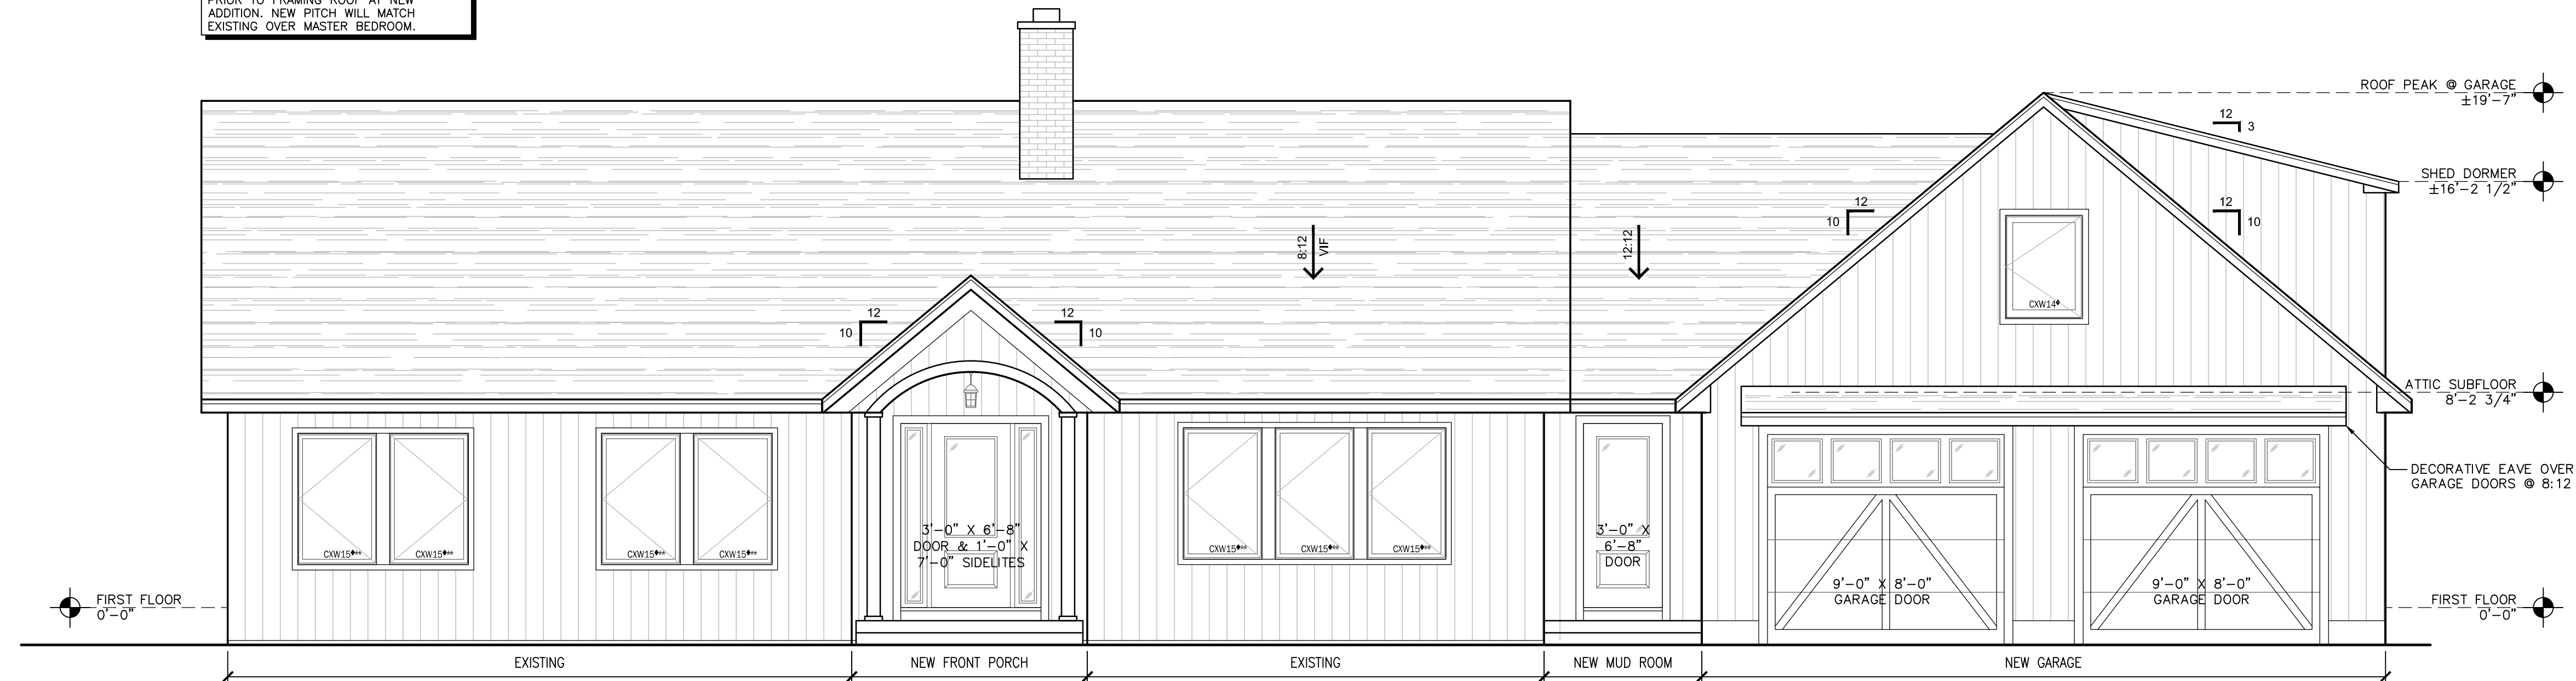 PRIOR TO FRAMING ROOF AT NEW
ADDITION. NEW PITCH WILL MATCH
EXISTING OVER MASTER BEDROOM.
ROOF PEAK @ GARAGE
±19'-7"
12
3
SHED DORMER
±16'-2 1/2"
12
10
12
10
8:12
VIF
12:12
CXW14♦
12
10
12
10
ATTIC SUBFLOOR
8'-2 3/4"
DECORATIVE EAVE OVER
GARAGE DOORS @ 8:12
CXW15♦**
CXW15♦**
CXW15♦**
CXW15♦**
3'-0" X 6'-8"
DOOR & 1'-0" X
7'-0" SIDELITES
CXW15♦**
CXW15♦**
CXW15♦**
3'-0" X
6'-8"
DOOR
9'-0" X 8'-0"
GARAGE DOOR
9'-0" X 8'-0"
GARAGE DOOR
FIRST FLOOR
0'-0"
FIRST FLOOR
0'-0"
EXISTING
NEW FRONT PORCH
EXISTING
NEW MUD ROOM
NEW GARAGE